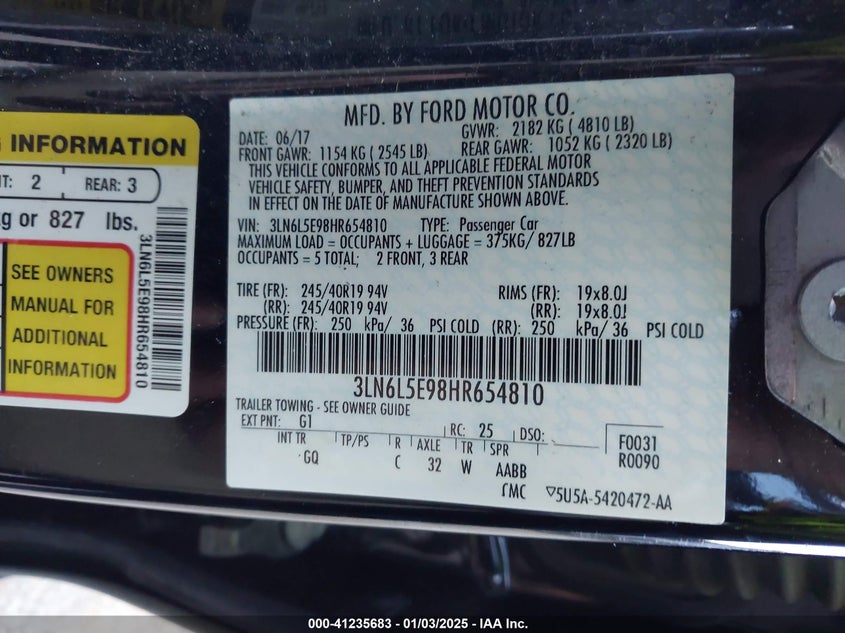 G INFORMATION
T: 2 REAR: 3
kg or 827 lbs.
SEE OWNERS
MANUAL FOR
ADDITIONAL
INFORMATION
3LN6L5E98HR654810
MFD. BY FORD MOTOR CO.
DATE: 06/17 GVWR: 2182 KG ( 4810 LB)
FRONT GAWR: 1154 KG ( 2545 LB) REAR GAWR: 1052 KG ( 2320 LB)
THIS VEHICLE CONFORMS TO ALL APPLICABLE FEDERAL MOTOR
VEHICLE SAFETY, BUMPER, AND THEFT PREVENTION STANDARDS
IN EFFECT ON THE DATE OF MANUFACTURE SHOWN ABOVE.
VIN: 3LN6L5E98HR654810 TYPE: Passenger Car
MAXIMUM LOAD = OCCUPANTS + LUGGAGE = 375KG/ 827LB
OCCUPANTS = 5 TOTAL; 2 FRONT, 3 REAR
TIRE (FR): 245/40R19 94V RIMS (FR): 19x8.0J
(RR): 245/40R19 94V (RR): 19x8.0J
PRESSURE (FR): 250 kPa/ 36 PSI COLD (RR): 250 kPa/ 36 PSI COLD
3LN6L5E98HR654810
TRAILER TOWING - SEE OWNER GUIDE
EXT PNT: G1 RC: 25 DSO: F0031
INT TR TP/PS R AXLE TR SPR R0090
GQ C 32 W AABB
5U5A-5420472-AA
000-41235683 - 01/03/2025 - IAA Inc.